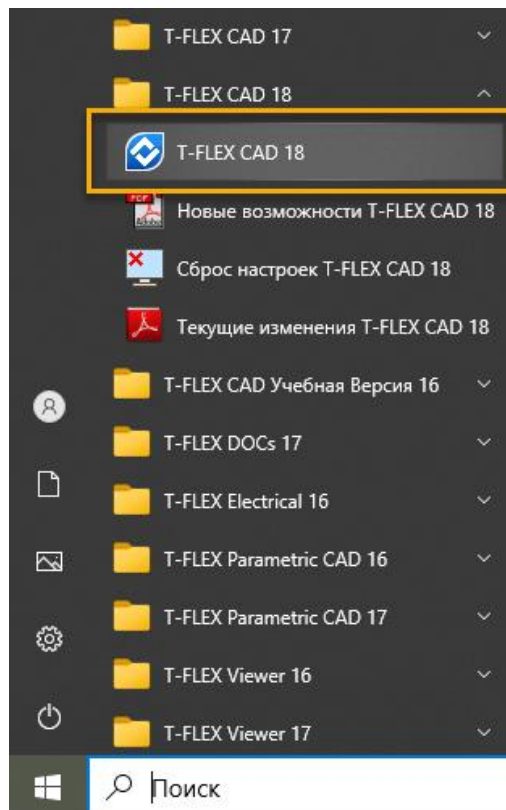 T-FLEX CAD 17
T-FLEX CAD 18
T-FLEX CAD 18
Новые возможности T-FLEX CAD 18
Сброс настроек T-FLEX CAD 18
Текущие изменения T-FLEX CAD 18
T-FLEX CAD Учебная Версия 16
T-FLEX DOCs 17
T-FLEX Electrical 16
T-FLEX Parametric CAD 16
T-FLEX Parametric CAD 17
T-FLEX Viewer 16
T-FLEX Viewer 17
Поиск